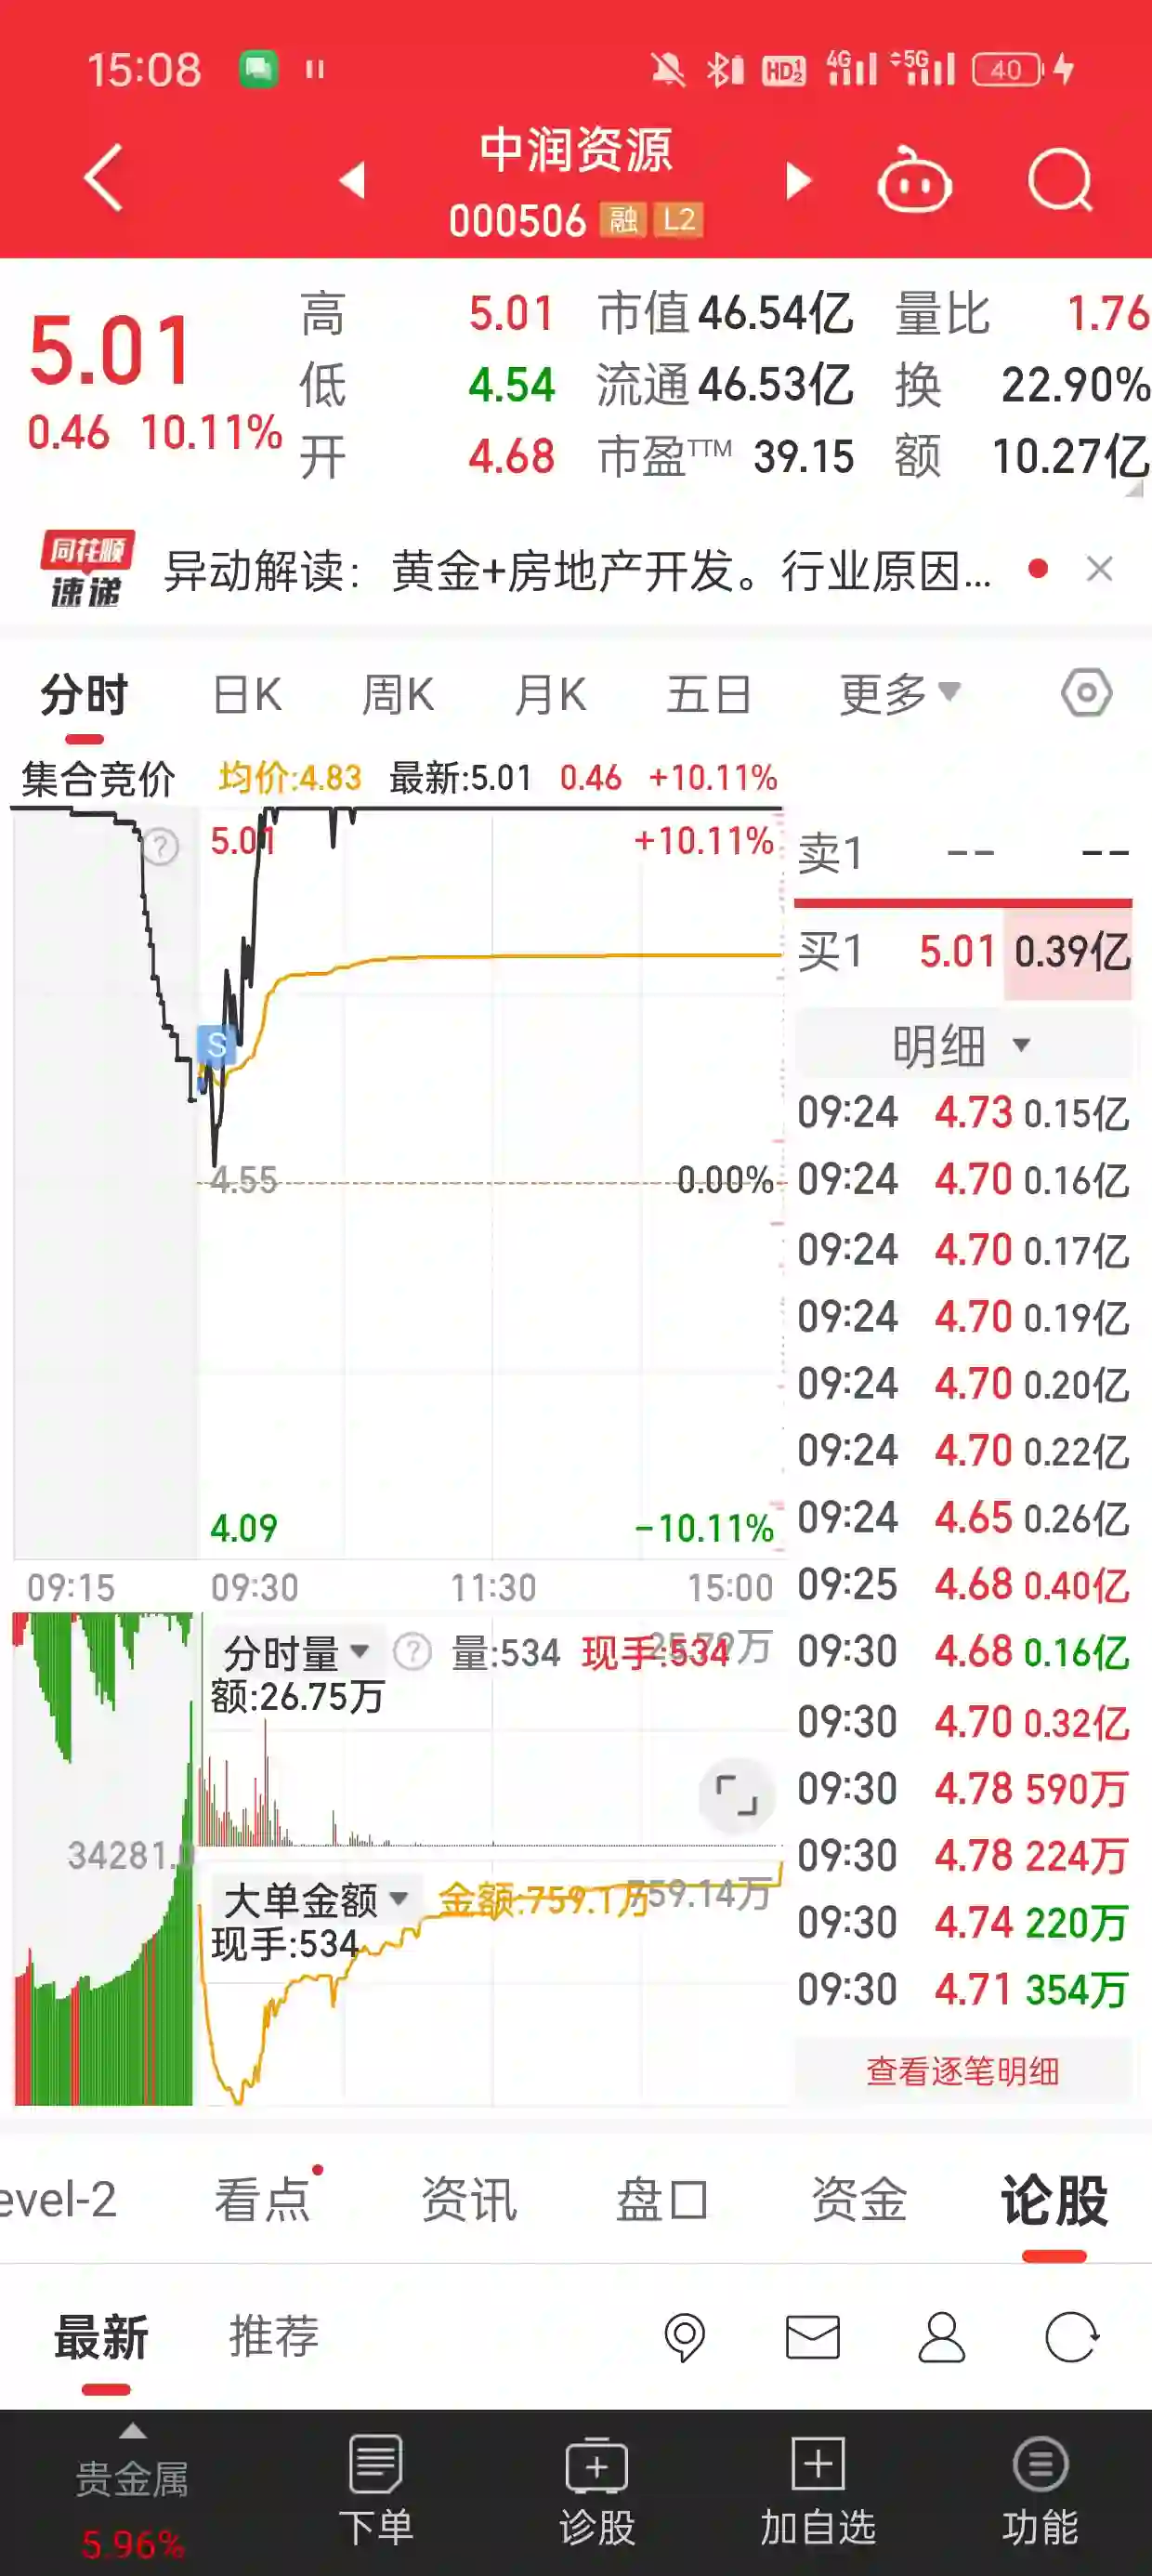 15:08
HD 1 2 4G 5G 40
中润资源
000506 融 L2
5.01
0.46 10.11%
高 5.01 市值 46.54亿 量比 1.76
低 4.54 流通 46.53亿 换 22.90%
开 4.68 市盈TTM 39.15 额 10.27亿
同花顺
速递
异动解读：黄金+房地产开发。行业原因...
分时 日K 周K 月K 五日 更多
集合竞价 均价:4.83 最新:5.01 0.46 +10.11%
? 5.01 +10.11%
卖1 -- --
买1 5.01 0.39亿
S
明细
4.55 0.00%
4.09 -10.11%
09:15 09:30 11:30 15:00
09:24 4.73 0.15亿
09:24 4.70 0.16亿
09:24 4.70 0.17亿
09:24 4.70 0.19亿
09:24 4.70 0.20亿
09:24 4.70 0.22亿
09:24 4.65 0.26亿
09:25 4.68 0.40亿
09:30 4.68 0.16亿
09:30 4.70 0.32亿
09:30 4.78 590万
09:30 4.78 224万
09:30 4.74 220万
09:30 4.71 354万
查看逐笔明细
分时量 ? 量:534 现手:534
额:26.75万
34281.0
大单金额 金额:759.1万 759.14万
现手:534
evel-2 看点 资讯 盘口 资金 论股
最新 推荐
贵金属
5.96%
下单 诊股 加自选 功能